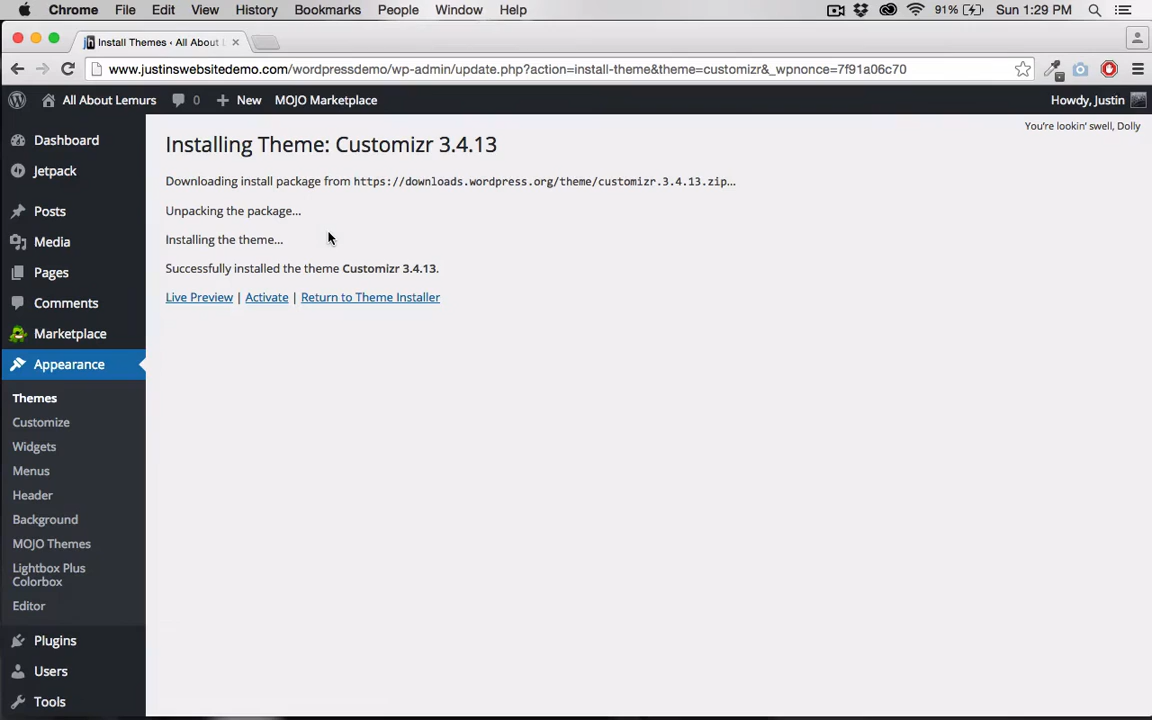 Chrome File Edit View History Bookmarks People Window Help 91% Sun 1:29 PM
Install Themes ‹ All About L
www.justinswebsitedemo.com/wordpressdemo/wp-admin/update.php?action=install-theme&theme=customizr&_wpnonce=7f91a06c70
All About Lemurs 0 New MOJO Marketplace Howdy, Justin
You're lookin' swell, Dolly
Dashboard
Jetpack
Posts
Media
Pages
Comments
Marketplace
Appearance
Themes
Customize
Widgets
Menus
Header
Background
MOJO Themes
Lightbox Plus
Colorbox
Editor
Plugins
Users
Tools
Installing Theme: Customizr 3.4.13
Downloading install package from https://downloads.wordpress.org/theme/customizr.3.4.13.zip…
Unpacking the package…
Installing the theme…
Successfully installed the theme Customizr 3.4.13.
Live Preview | Activate | Return to Theme Installer